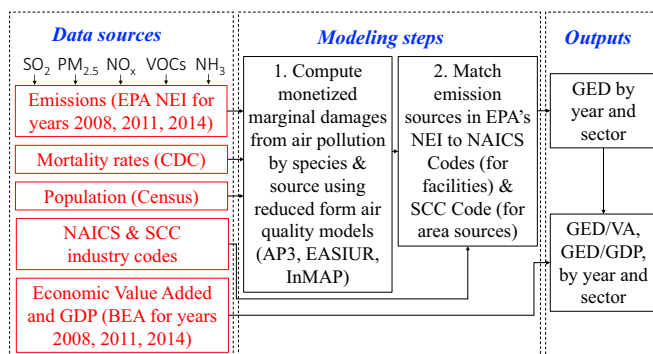 Data sources
SO2 PM2.5 NOx VOCs NH3
Emissions (EPA NEI for
years 2008, 2011, 2014)
Mortality rates (CDC)
Population (Census)
NAICS & SCC
industry codes
Economic Value Added
and GDP (BEA for years
2008, 2011, 2014)
Modeling steps
1. Compute
monetized
marginal damages
from air pollution
by species &
source using
reduced form air
quality models
(AP3, EASIUR,
InMAP)
2. Match
emission
sources in EPA's
NEI to NAICS
Codes (for
facilities) &
SCC Code (for
area sources)
Outputs
GED by
year and
sector
GED/VA,
GED/GDP,
by year and
sector